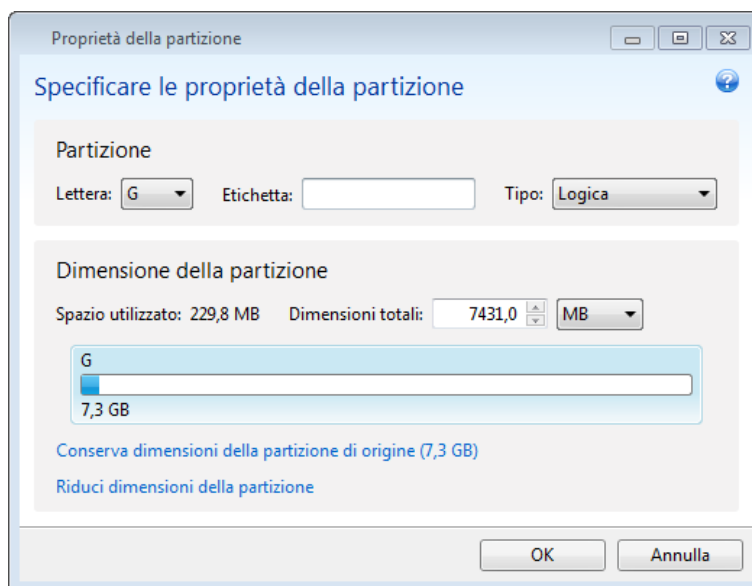 Proprietà della partizione
Specificare le proprietà della partizione
?
Partizione
Lettera: G Etichetta: Tipo: Logica
Dimensione della partizione
Spazio utilizzato: 229,8 MB Dimensioni totali: 7431,0 MB
G
7,3 GB
Conserva dimensioni della partizione di origine (7,3 GB)
Riduci dimensioni della partizione
OK Annulla